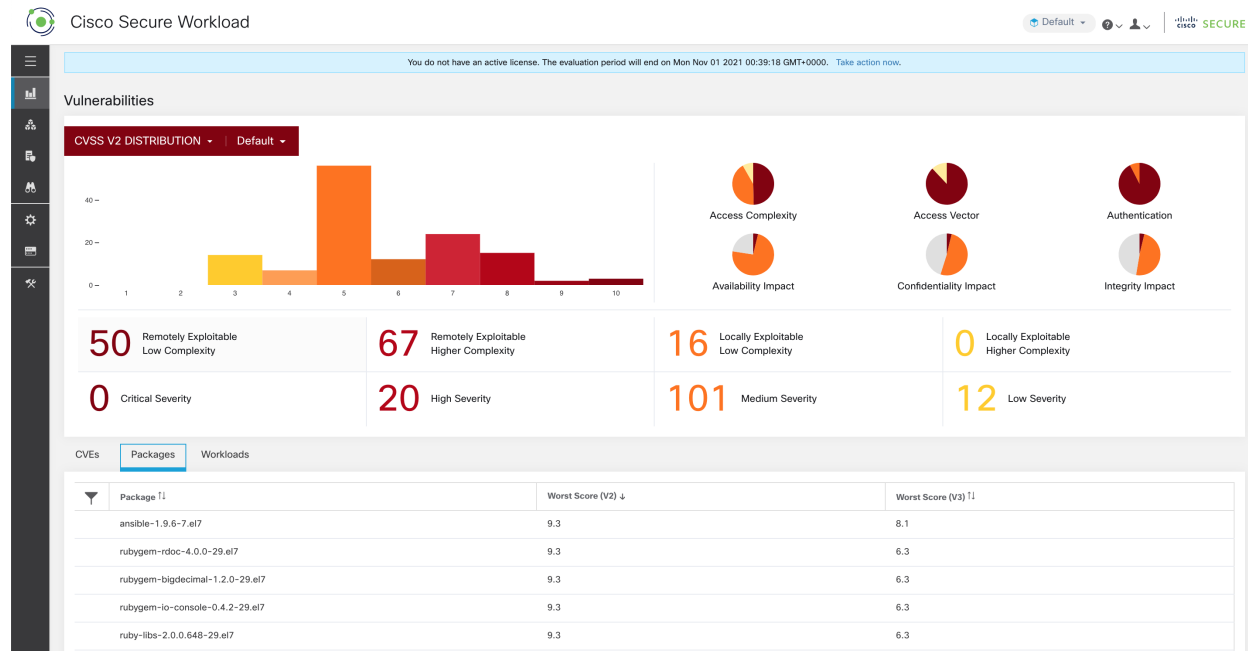 Cisco Secure Workload
Default
CISCO SECURE
You do not have an active license. The evaluation period will end on Mon Nov 01 2021 00:39:18 GMT+0000. Take action now.
Vulnerabilities
CVSS V2 DISTRIBUTION Default
40
20
0
1 2 3 4 5 6 7 8 9 10
Access Complexity
Access Vector
Authentication
Availability Impact
Confidentiality Impact
Integrity Impact
50 Remotely Exploitable
Low Complexity
67 Remotely Exploitable
Higher Complexity
16 Locally Exploitable
Low Complexity
0 Locally Exploitable
Higher Complexity
0 Critical Severity
20 High Severity
101 Medium Severity
12 Low Severity
CVEs Packages Workloads
Package ↑↓ Worst Score (V2) ↓ Worst Score (V3) ↑↓
ansible-1.9.6-7.el7 9.3 8.1
rubygem-rdoc-4.0.0-29.el7 9.3 6.3
rubygem-bigdecimal-1.2.0-29.el7 9.3 6.3
rubygem-io-console-0.4.2-29.el7 9.3 6.3
ruby-libs-2.0.0.648-29.el7 9.3 6.3